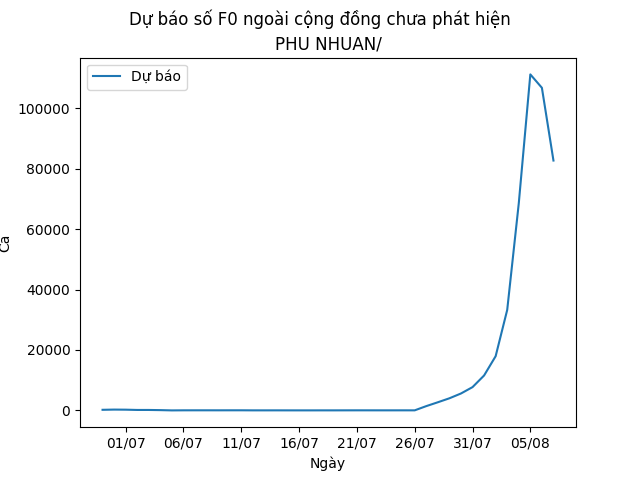 Dự báo số F0 ngoài cộng đồng chưa phát hiện
PHU NHUAN/
Dự báo
100000
80000
60000
40000
20000
0
Ca
01/07 06/07 11/07 16/07 21/07 26/07 31/07 05/08
Ngày